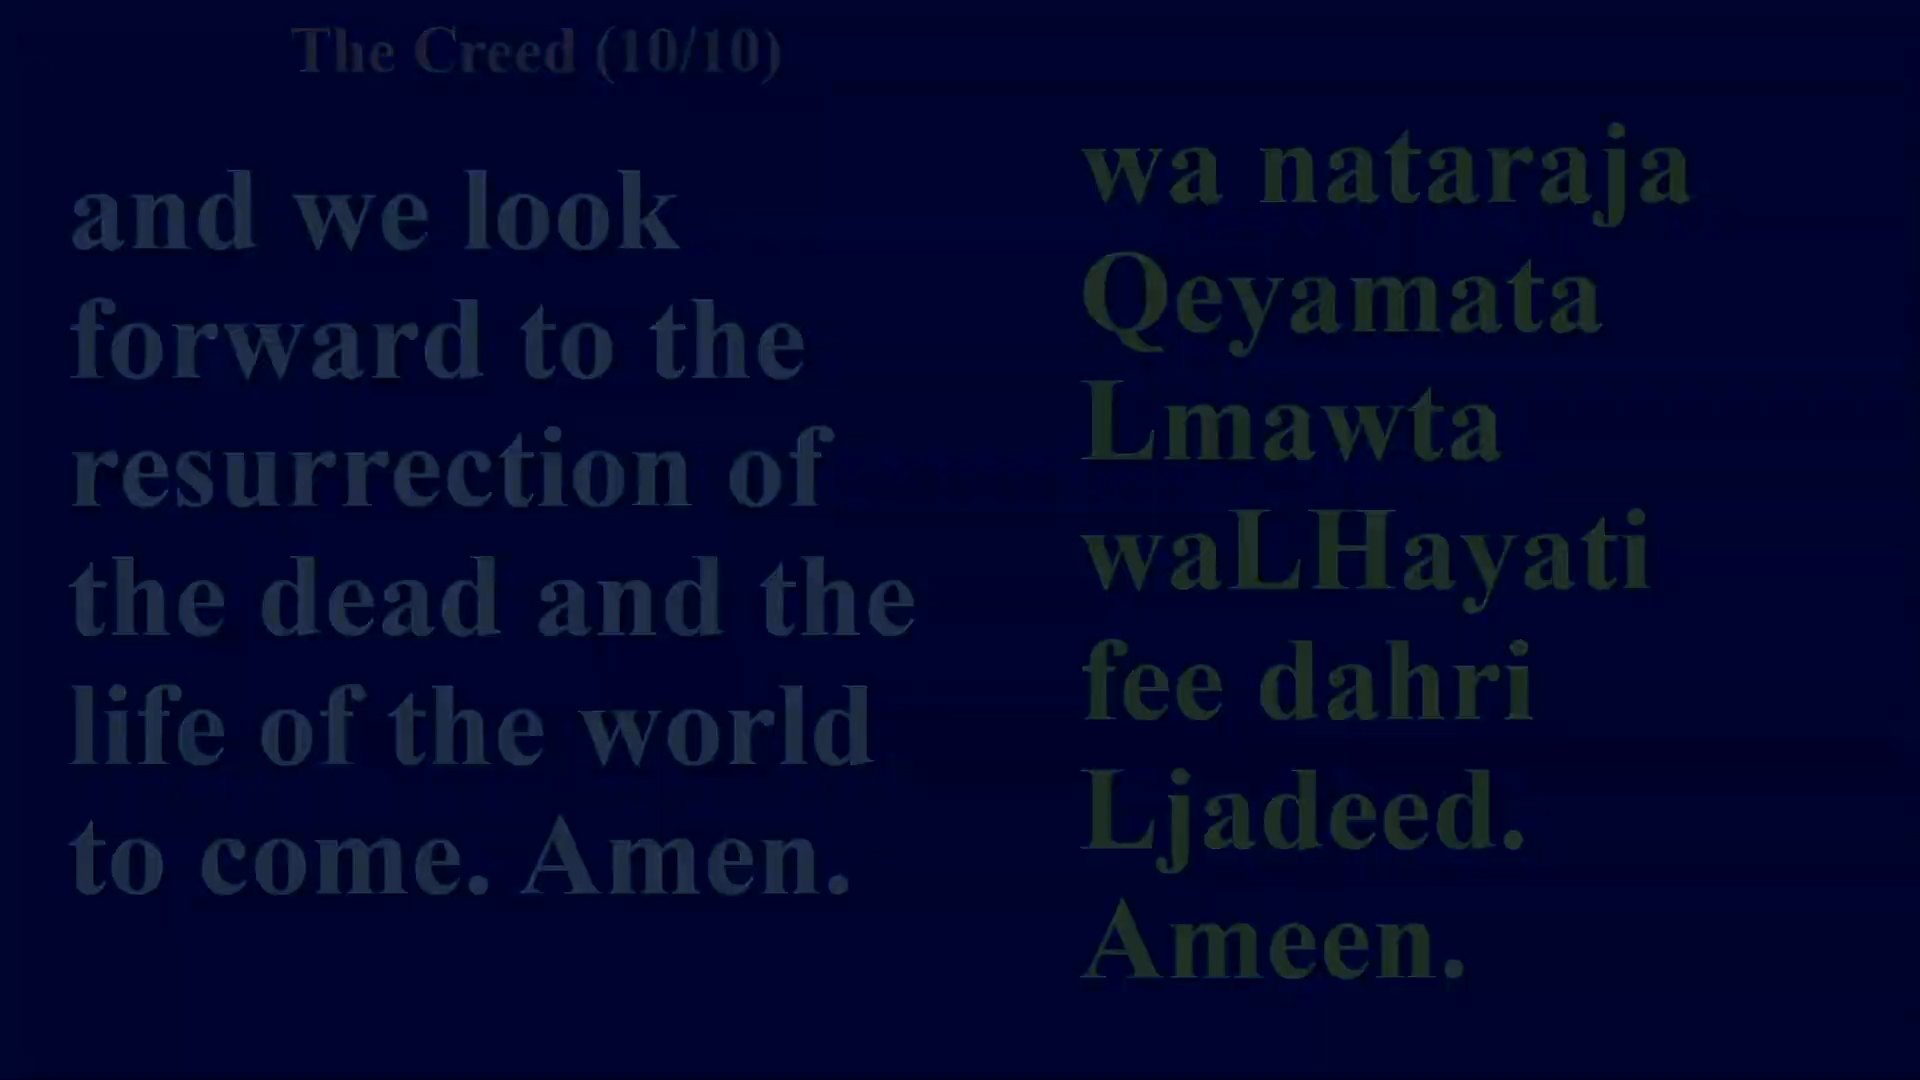 The Creed (10/10)
and we look
forward to the
resurrection of
the dead and the
life of the world
to come. Amen.
wa nataraja
Qeyamata
Lmawta
waLHayati
fee dahri
Ljadeed.
Ameen.